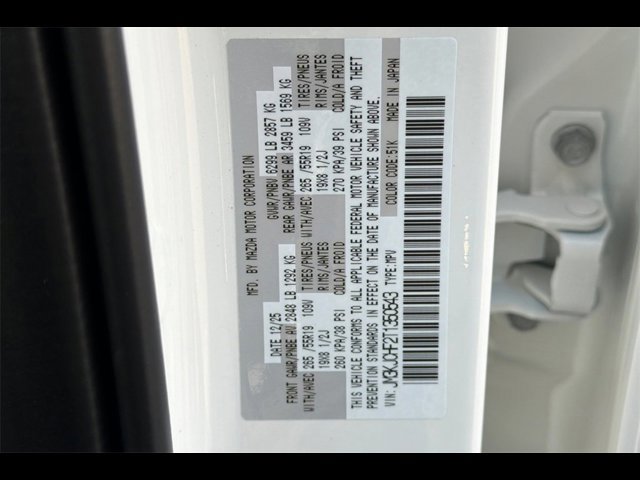 MFD. BY MAZDA MOTOR CORPORATION
DATE 12/25 GVWR/PNBV 6299 LB 2857 KG
FRONT GAWR/PNBE AV 2848 LB 1292 KG REAR GAWR/PNBE AR 3459 LB 1569 KG
WITH/AVEC 265 /55R19 109V TIRES/PNEUS WITH/AVEC 265 /55R19 109V TIRES/PNEUS
19X8 1/2J RIMS/JANTES 19X8 1/2J RIMS/JANTES
260 KPA/38 PSI COLD/A FROID 270 KPA/39 PSI COLD/A FROID
THIS VEHICLE CONFORMS TO ALL APPLICABLE FEDERAL MOTOR VEHICLE SAFETY AND THEFT
PREVENTION STANDARDS IN EFFECT ON THE DATE OF MANUFACTURE SHOWN ABOVE.
VIN: JM3KJCHF2T1350543 TYPE:MPV COLOR CODE:51K MADE IN JAPAN